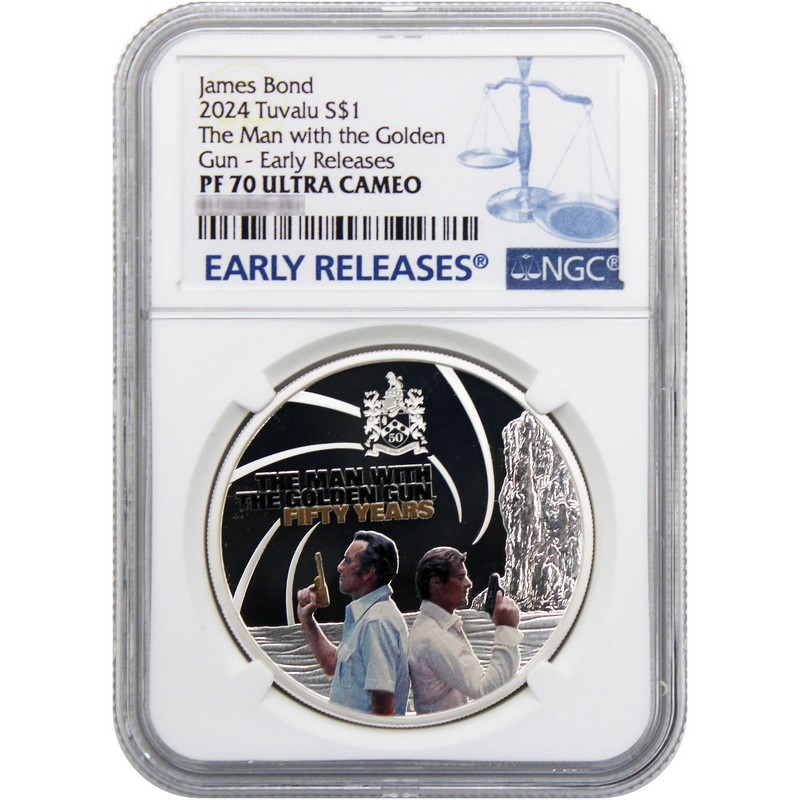 James Bond
2024 Tuvalu S$1
The Man with the Golden
Gun - Early Releases
PF 70 ULTRA CAMEO
EARLY RELEASES®
NGC®
50
THE MAN WITH
THE GOLDEN GUN
FIFTY YEARS